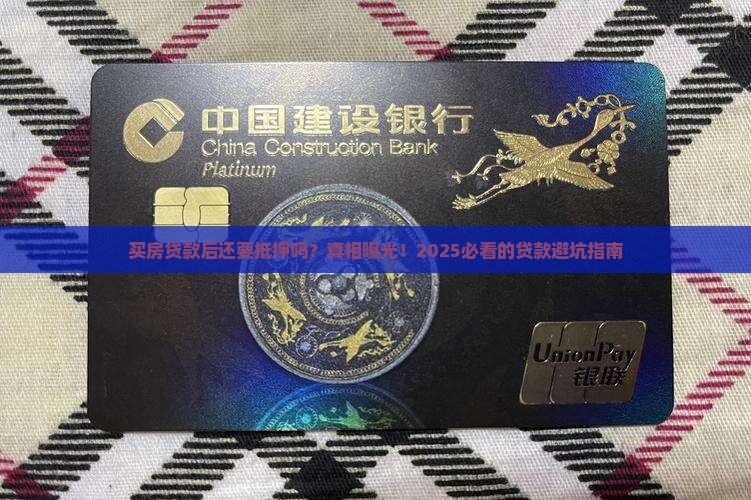 中国建设银行
China Construction Bank
Platinum
买房贷款后还要抵押吗？真相曝光！2025必看的贷款避坑指南
UnionPay
银联